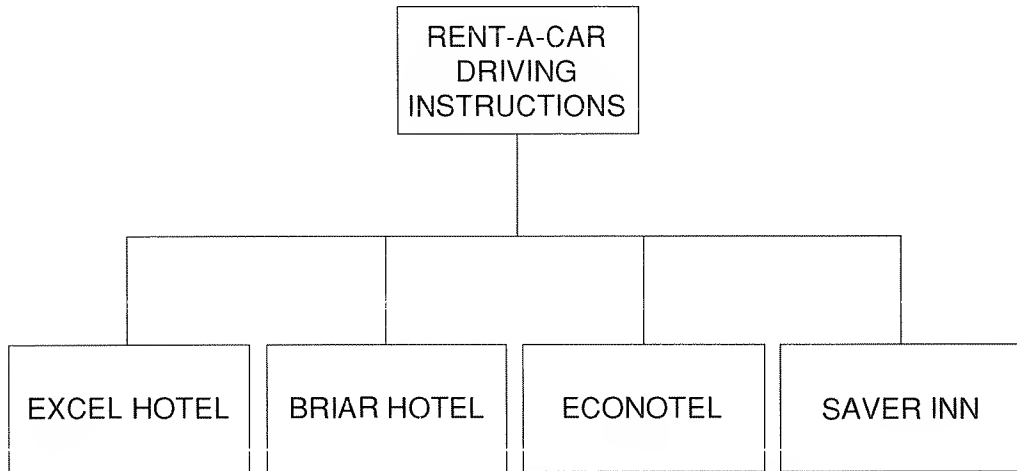 RENT-A-CAR
DRIVING
INSTRUCTIONS
EXCEL HOTEL
BRIAR HOTEL
ECONOTEL
SAVER INN